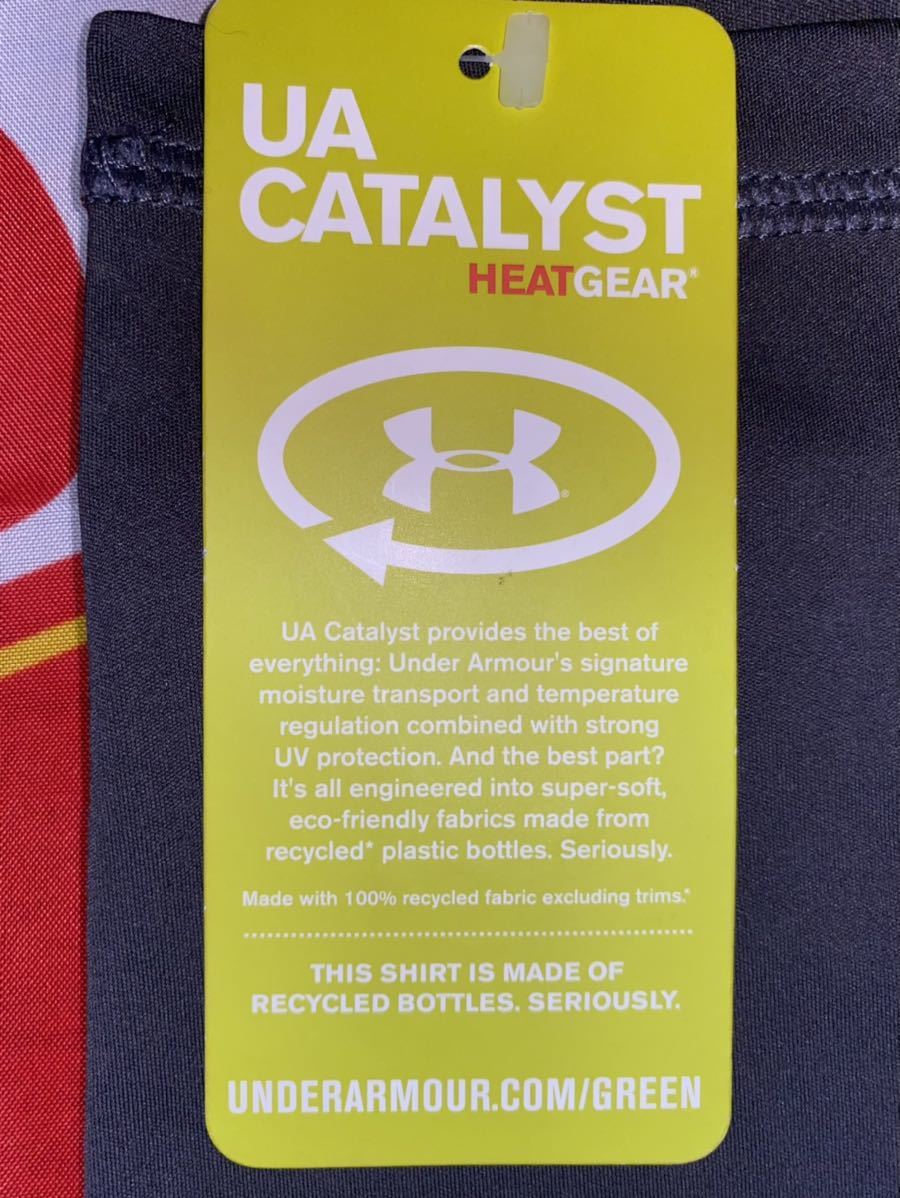 UA
CATALYST
HEATGEAR®
®
UA Catalyst provides the best of
everything: Under Armour's signature
moisture transport and temperature
regulation combined with strong
UV protection. And the best part?
It's all engineered into super-soft,
eco-friendly fabrics made from
recycled* plastic bottles. Seriously.
Made with 100% recycled fabric excluding trims.*
THIS SHIRT IS MADE OF
RECYCLED BOTTLES. SERIOUSLY.
UNDERARMOUR.COM/GREEN